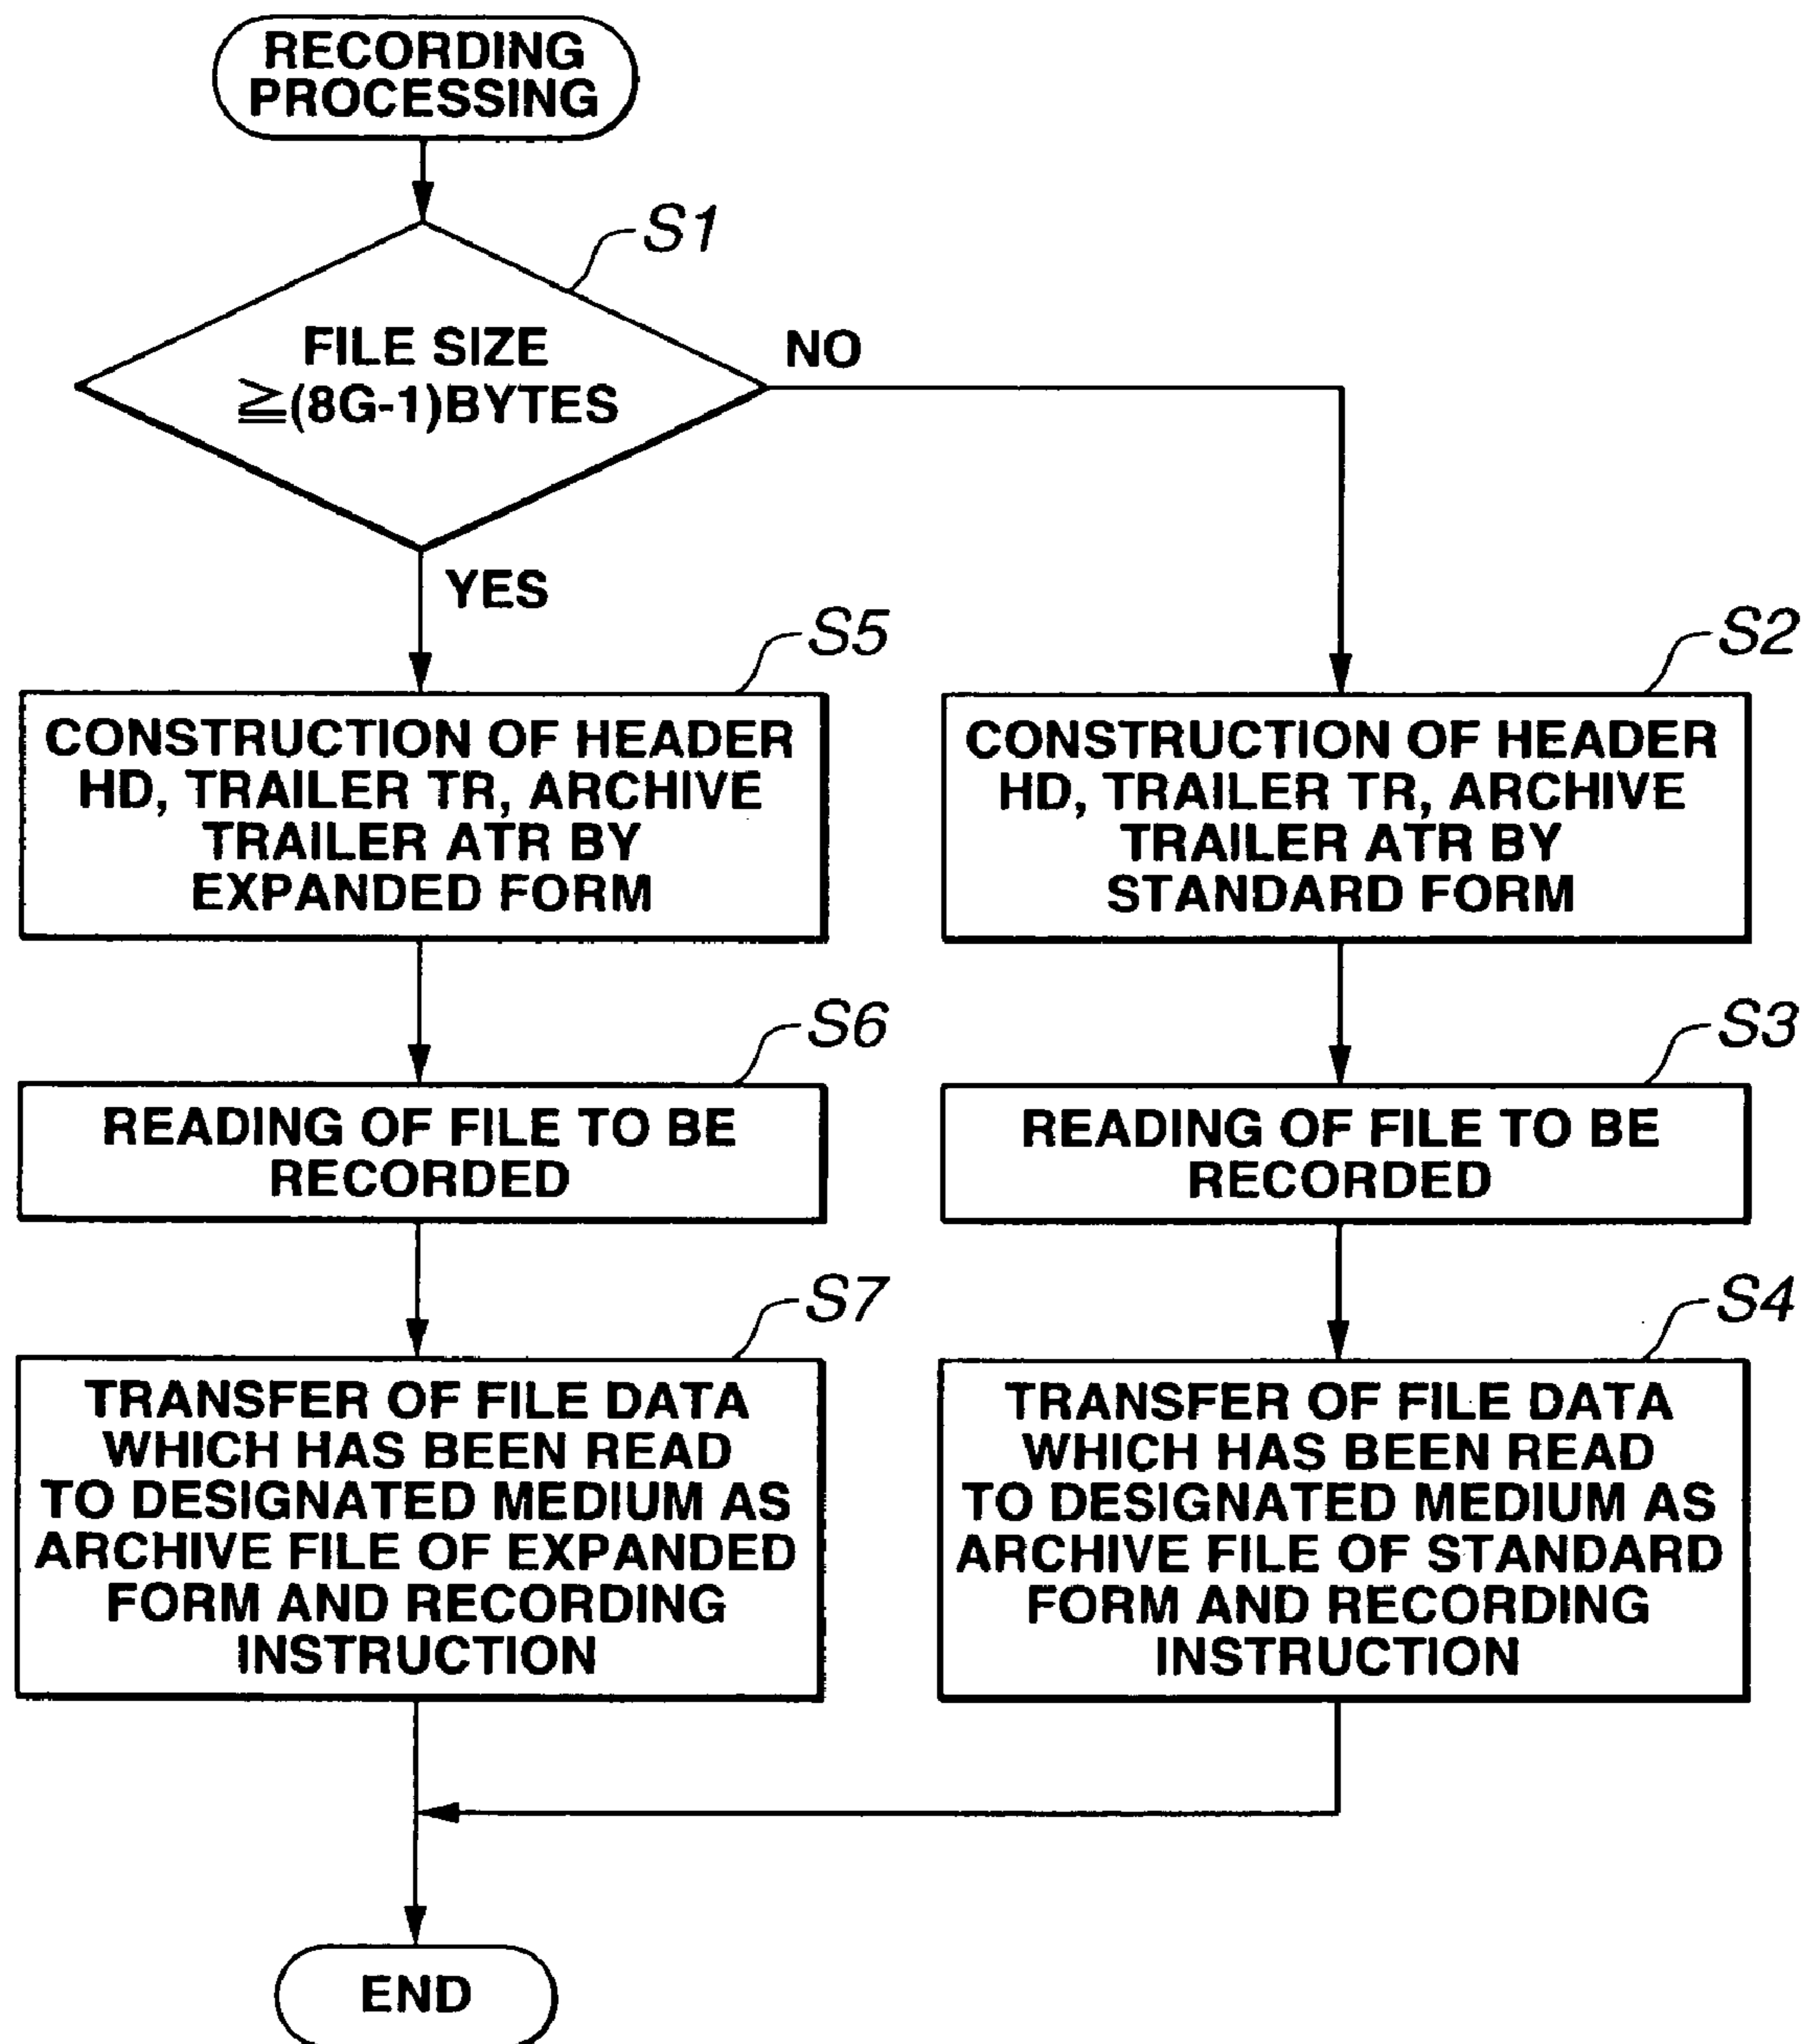 RECORDING
PROCESSING
S1
FILE SIZE
≧(8G-1)BYTES
NO
YES
S5
CONSTRUCTION OF HEADER
HD, TRAILER TR, ARCHIVE
TRAILER ATR BY
EXPANDED FORM
S2
CONSTRUCTION OF HEADER
HD, TRAILER TR, ARCHIVE
TRAILER ATR BY
STANDARD FORM
S6
READING OF FILE TO BE
RECORDED
S3
READING OF FILE TO BE
RECORDED
S7
TRANSFER OF FILE DATA
WHICH HAS BEEN READ
TO DESIGNATED MEDIUM AS
ARCHIVE FILE OF EXPANDED
FORM AND RECORDING
INSTRUCTION
S4
TRANSFER OF FILE DATA
WHICH HAS BEEN READ
TO DESIGNATED MEDIUM AS
ARCHIVE FILE OF STANDARD
FORM AND RECORDING
INSTRUCTION
END